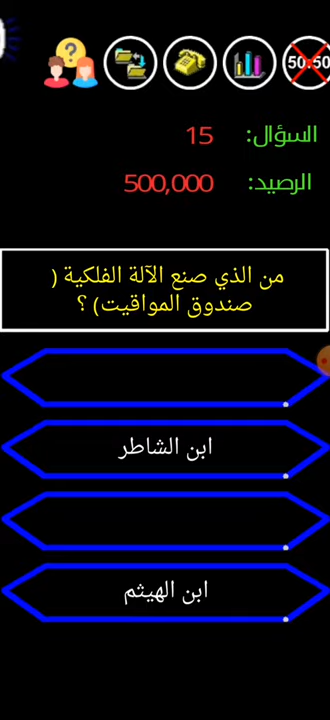 50:50
السؤال: 15
الرصيد: 500,000
من الذي صنع الآلة الفلكية (
صندوق المواقيت) ؟
ابن الشاطر
ابن الهيثم